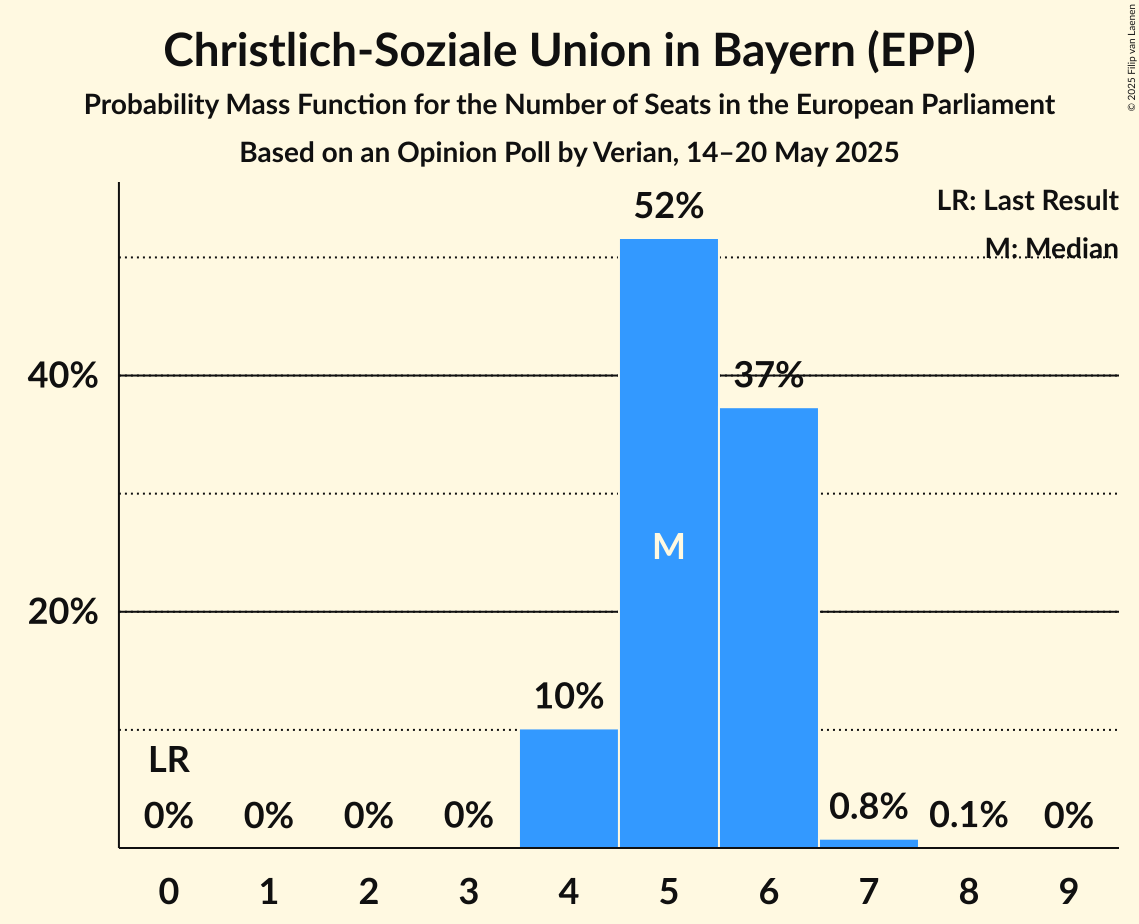 Christlich-Soziale Union in Bayern (EPP)
Probability Mass Function for the Number of Seats in the European Parliament
Based on an Opinion Poll by Verian, 14–20 May 2025
© 2025 Filip van Laenen
LR: Last Result
M: Median
52%
40%
37%
M
20%
10%
LR
0% 0% 0% 0% 0.8% 0.1% 0%
0 1 2 3 4 5 6 7 8 9